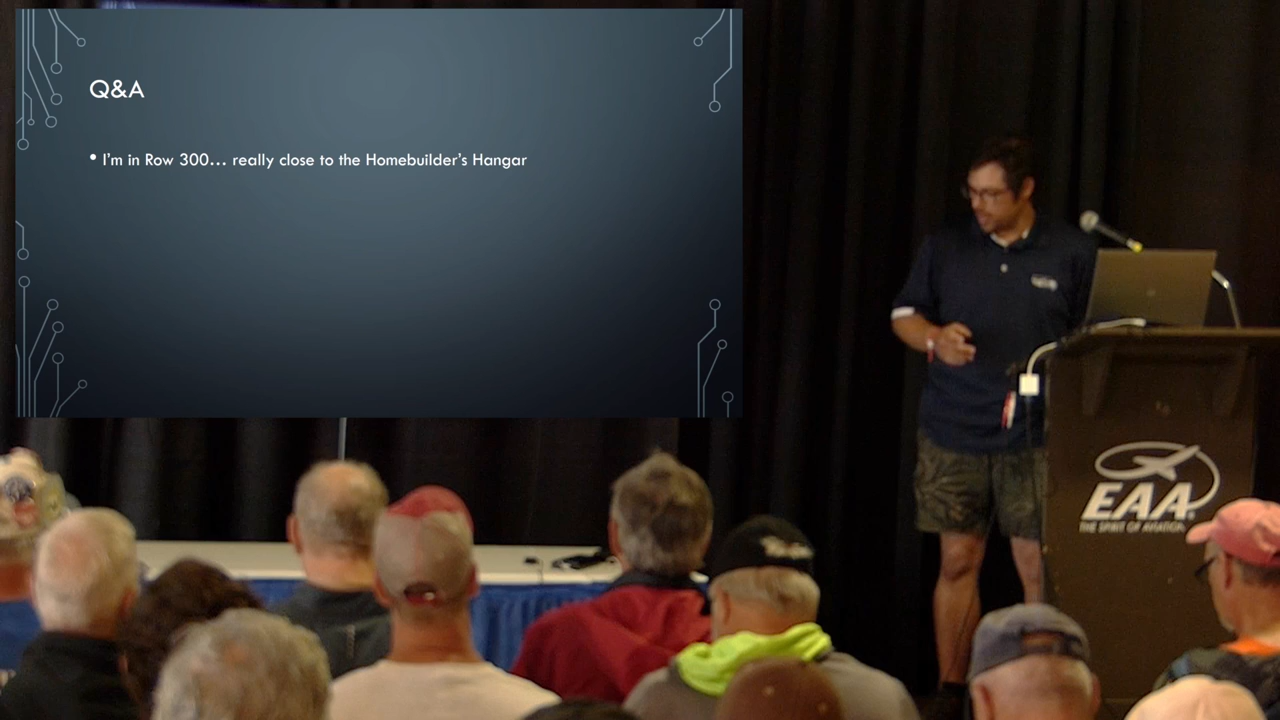 Q&A
• I'm in Row 300... really close to the Homebuilder's Hangar
EAA
THE SPIRIT OF AVIATION